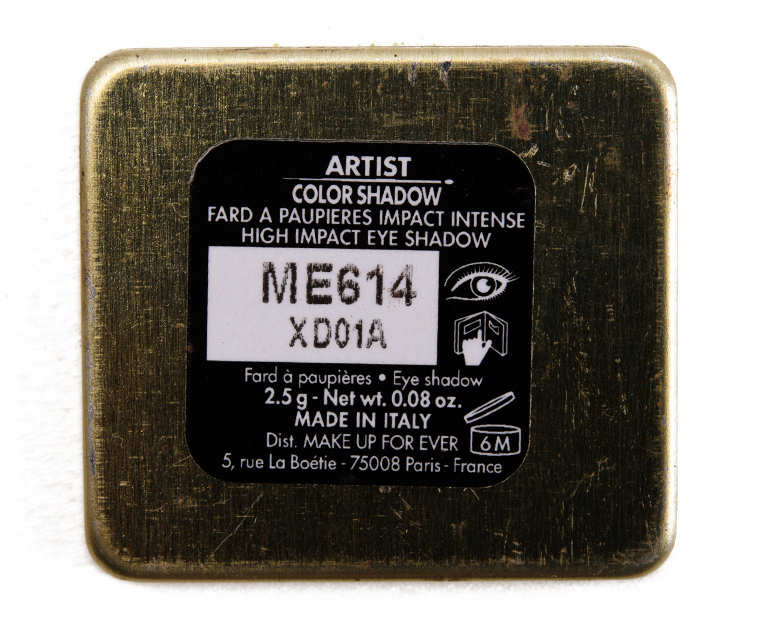 ARTIST
COLOR SHADOW
FARD A PAUPIERES IMPACT INTENSE
HIGH IMPACT EYE SHADOW
ME614
XD01A
Fard à paupières • Eye shadow
2.5 g - Net wt. 0.08 oz.
MADE IN ITALY
Dist. MAKE UP FOR EVER
6M
5, rue La Boétie - 75008 Paris - France